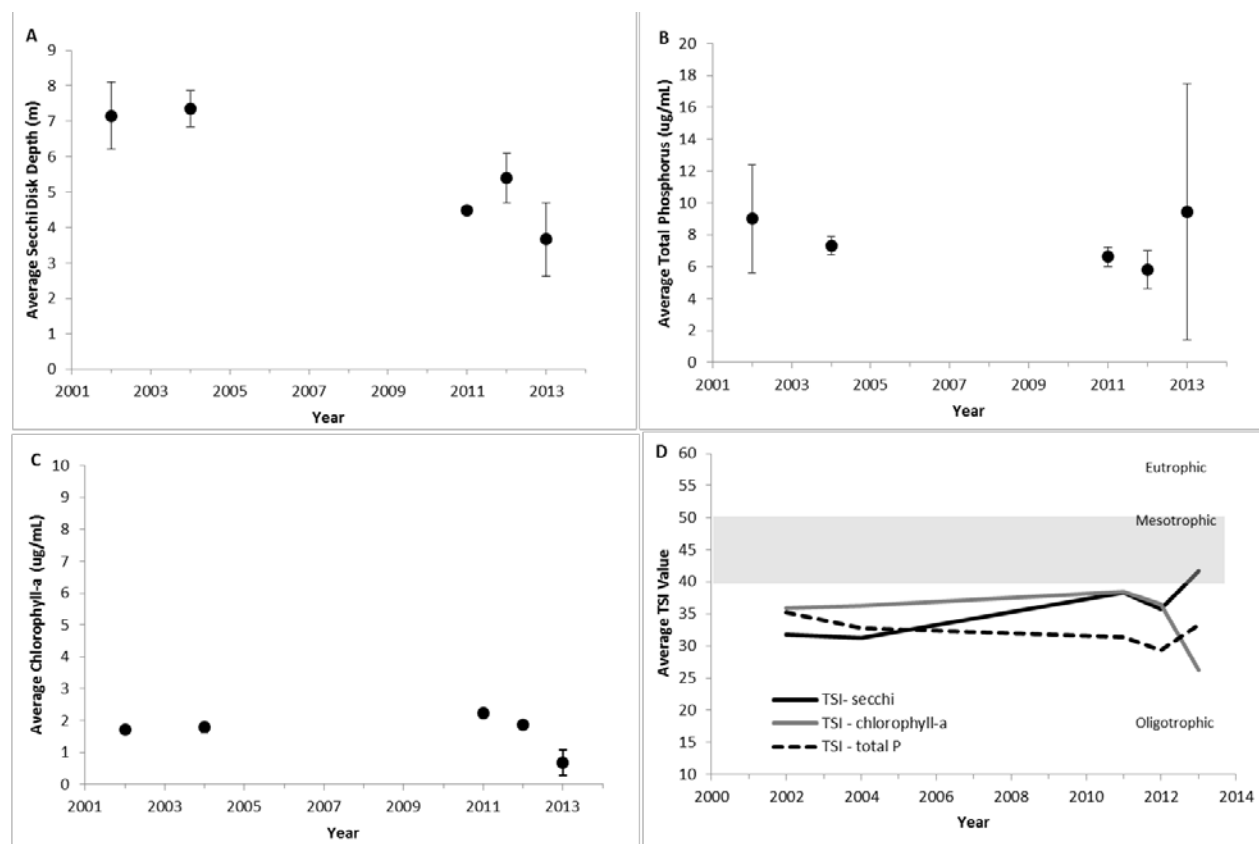 A
Average Secchi Disk Depth (m)
9
8
7
6
5
4
3
2
1
0
2001 2003 2005 2007 2009 2011 2013
Year
B
Average Total Phosphorus (ug/mL)
20
18
16
14
12
10
8
6
4
2
0
2001 2003 2005 2007 2009 2011 2013
Year
C
Average Chlorophyll-a (ug/mL)
10
9
8
7
6
5
4
3
2
1
0
2001 2003 2005 2007 2009 2011 2013
Year
D
Average TSI Value
60
55
50
45
40
35
30
25
20
15
10
Eutrophic
Mesotrophic
Oligotrophic
TSI- secchi
TSI - chlorophyll-a
TSI - total P
2000 2002 2004 2006 2008 2010 2012 2014
Year